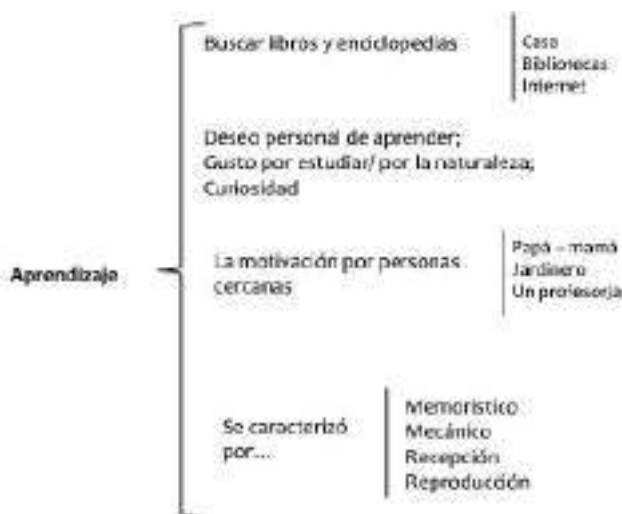 Buscar libros y enciclopedias
Casa
Bibliotecas
Internet
Deseo personal de aprender;
Gusto por estudiar/ por la naturaleza;
Curiosidad
Aprendizaje
La motivación por personas
cercanas
Papá – mamá
Jardinero
Un profesor/a
Se caracterizó
por....
Memorístico
Mecánico
Recepción
Reproducción